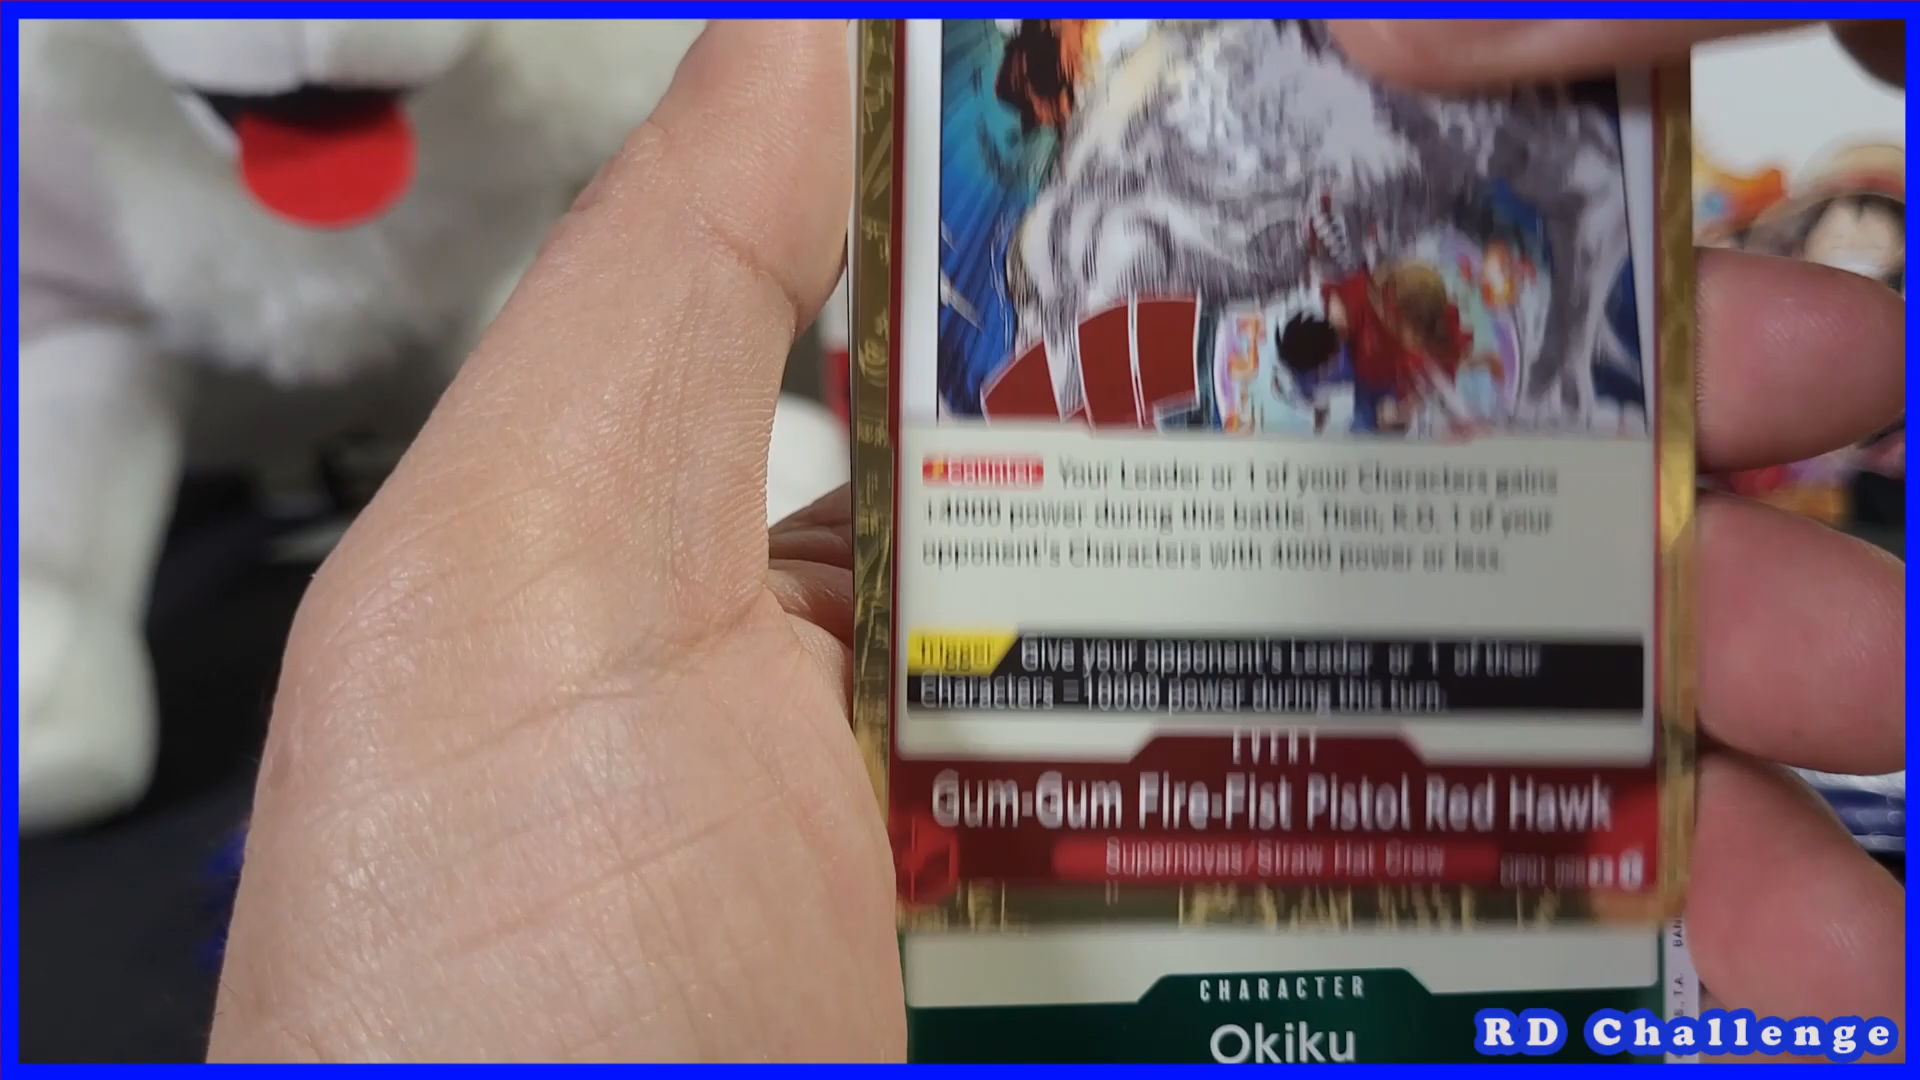 Counter Your Leader or 1 of your Characters gains
+4000 power during this battle. Then, K.O. 1 of your
opponent's Characters with 4000 power or less.
Trigger Give your opponent's Leader or 1 of their
Characters -10000 power during this turn.
EVENT
Gum-Gum Fire-Fist Pistol Red Hawk
Supernovas/Straw Hat Crew
CHARACTER
Okiku
RD Challenge